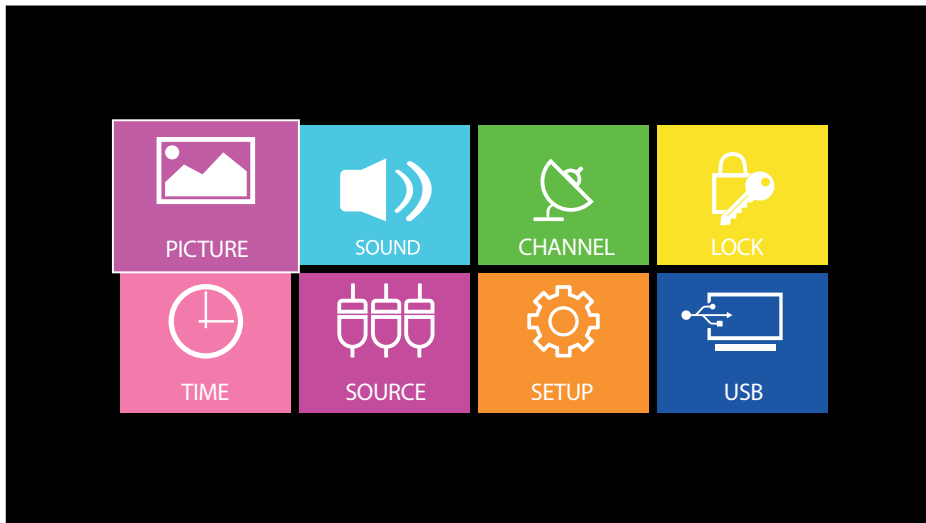 PICTURE
SOUND
CHANNEL
LOCK
TIME
SOURCE
SETUP
USB